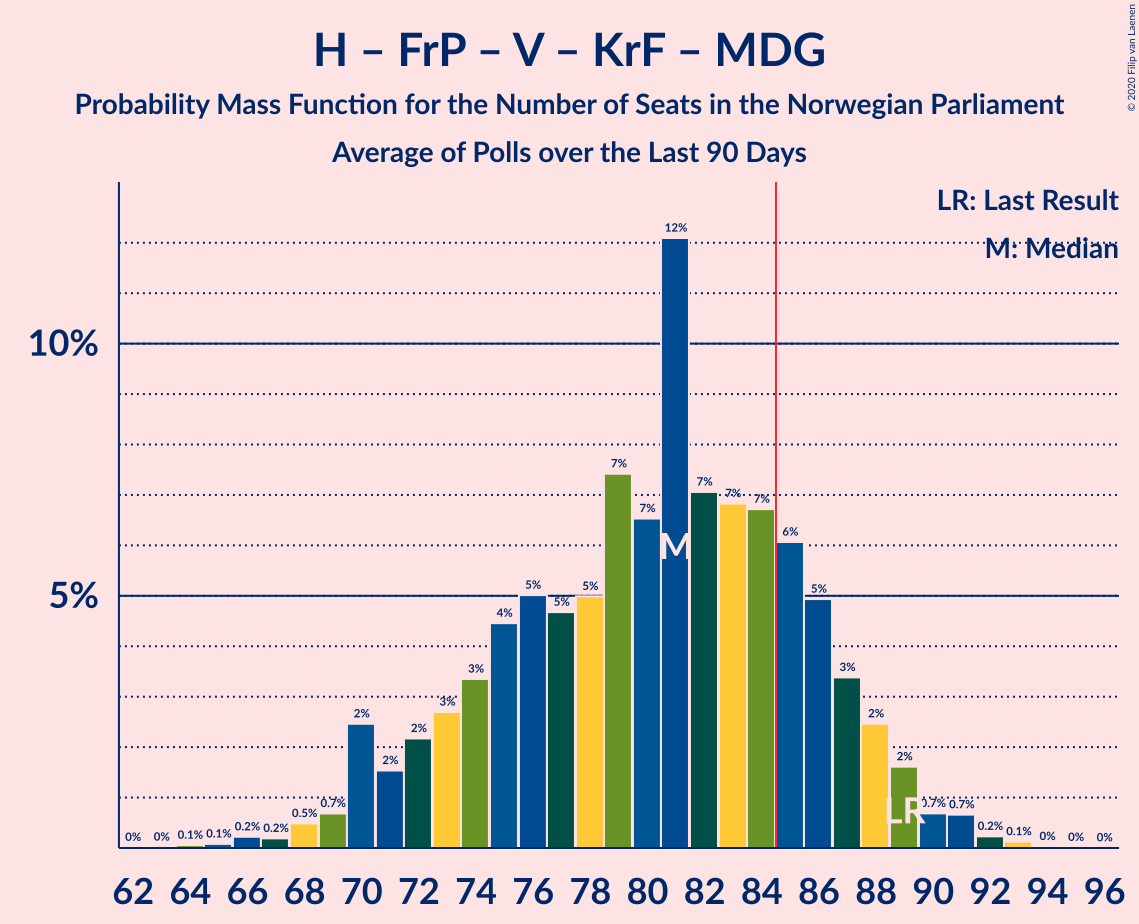 H – FrP – V – KrF – MDG
Probability Mass Function for the Number of Seats in the Norwegian Parliament
Average of Polls over the Last 90 Days
© 2020 Filip van Laenen
LR: Last Result
M: Median
10%
5%
0% 0% 0.1% 0.1% 0.2% 0.2% 0.5% 0.7% 2% 2% 2% 3% 3% 4% 5% 5% 5% 7% 7% 12% 7% 7% 7% 6% 5% 3% 2% 2% 0.7% 0.7% 0.2% 0.1% 0% 0% 0%
M
LR
62 64 66 68 70 72 74 76 78 80 82 84 86 88 90 92 94 96